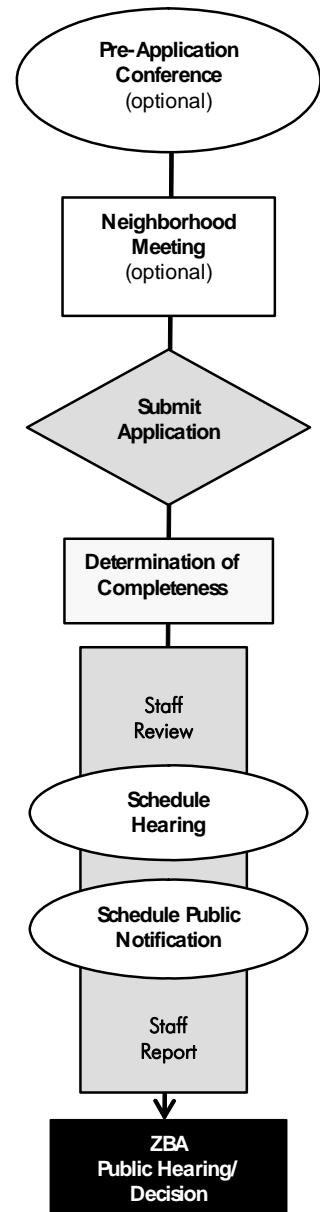 Pre-Application
Conference
(optional)
Neighborhood
Meeting
(optional)
Submit
Application
Determination of
Completeness
Staff
Review
Schedule
Hearing
Schedule Public
Notification
Staff
Report
ZBA
Public Hearing/
Decision